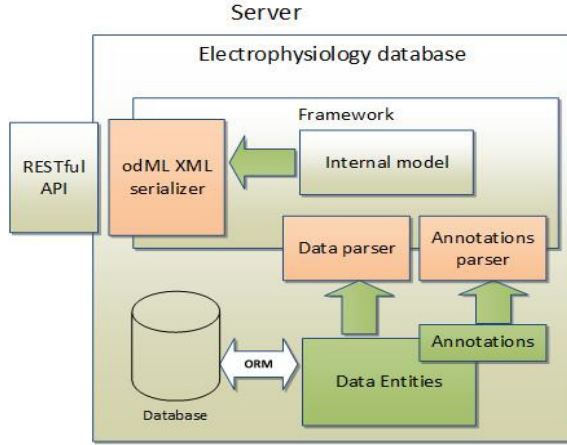 Server
Electrophysiology database
Framework
RESTful
API
odML XML
serializer
Internal model
Data parser
Annotations
parser
ORM
Annotations
Data Entities
Database